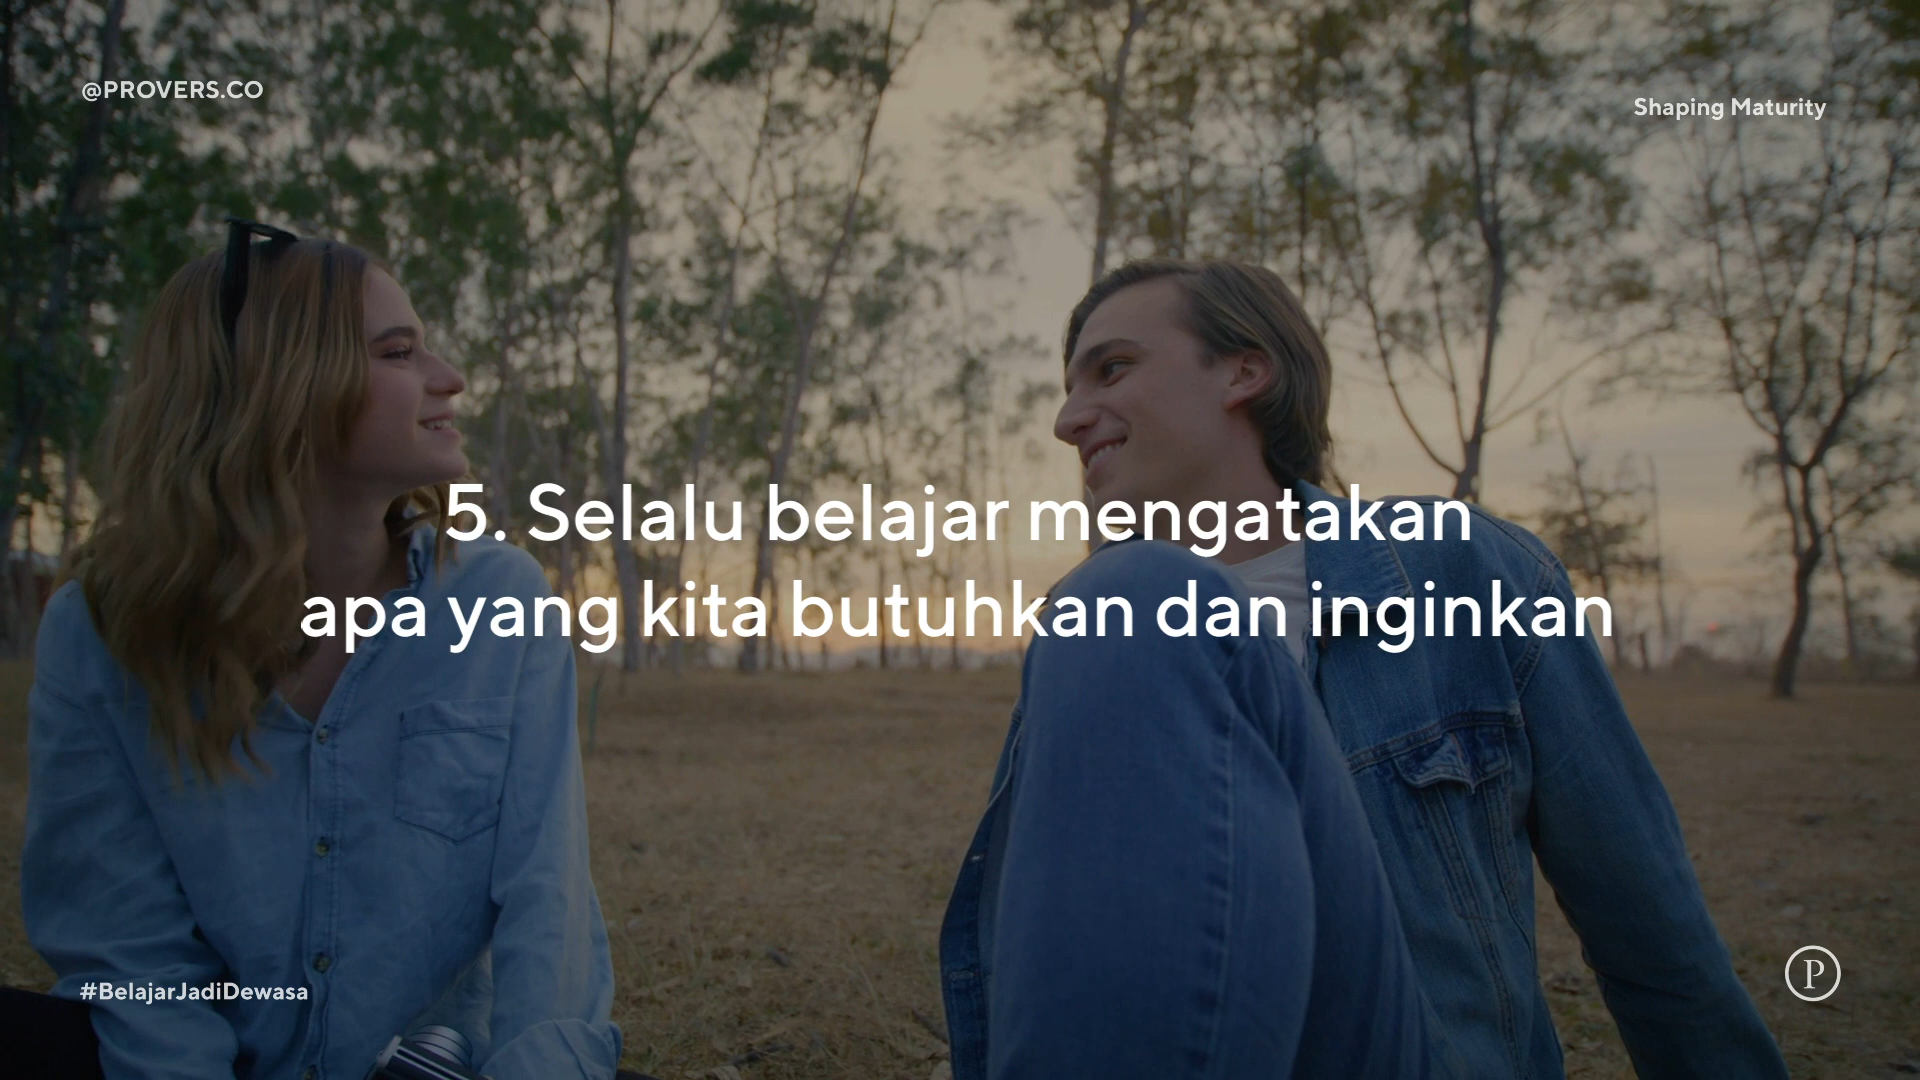 @PROVERS.CO
Shaping Maturity
5. Selalu belajar mengatakan
apa yang kita butuhkan dan inginkan
#BelajarJadiDewasa
P